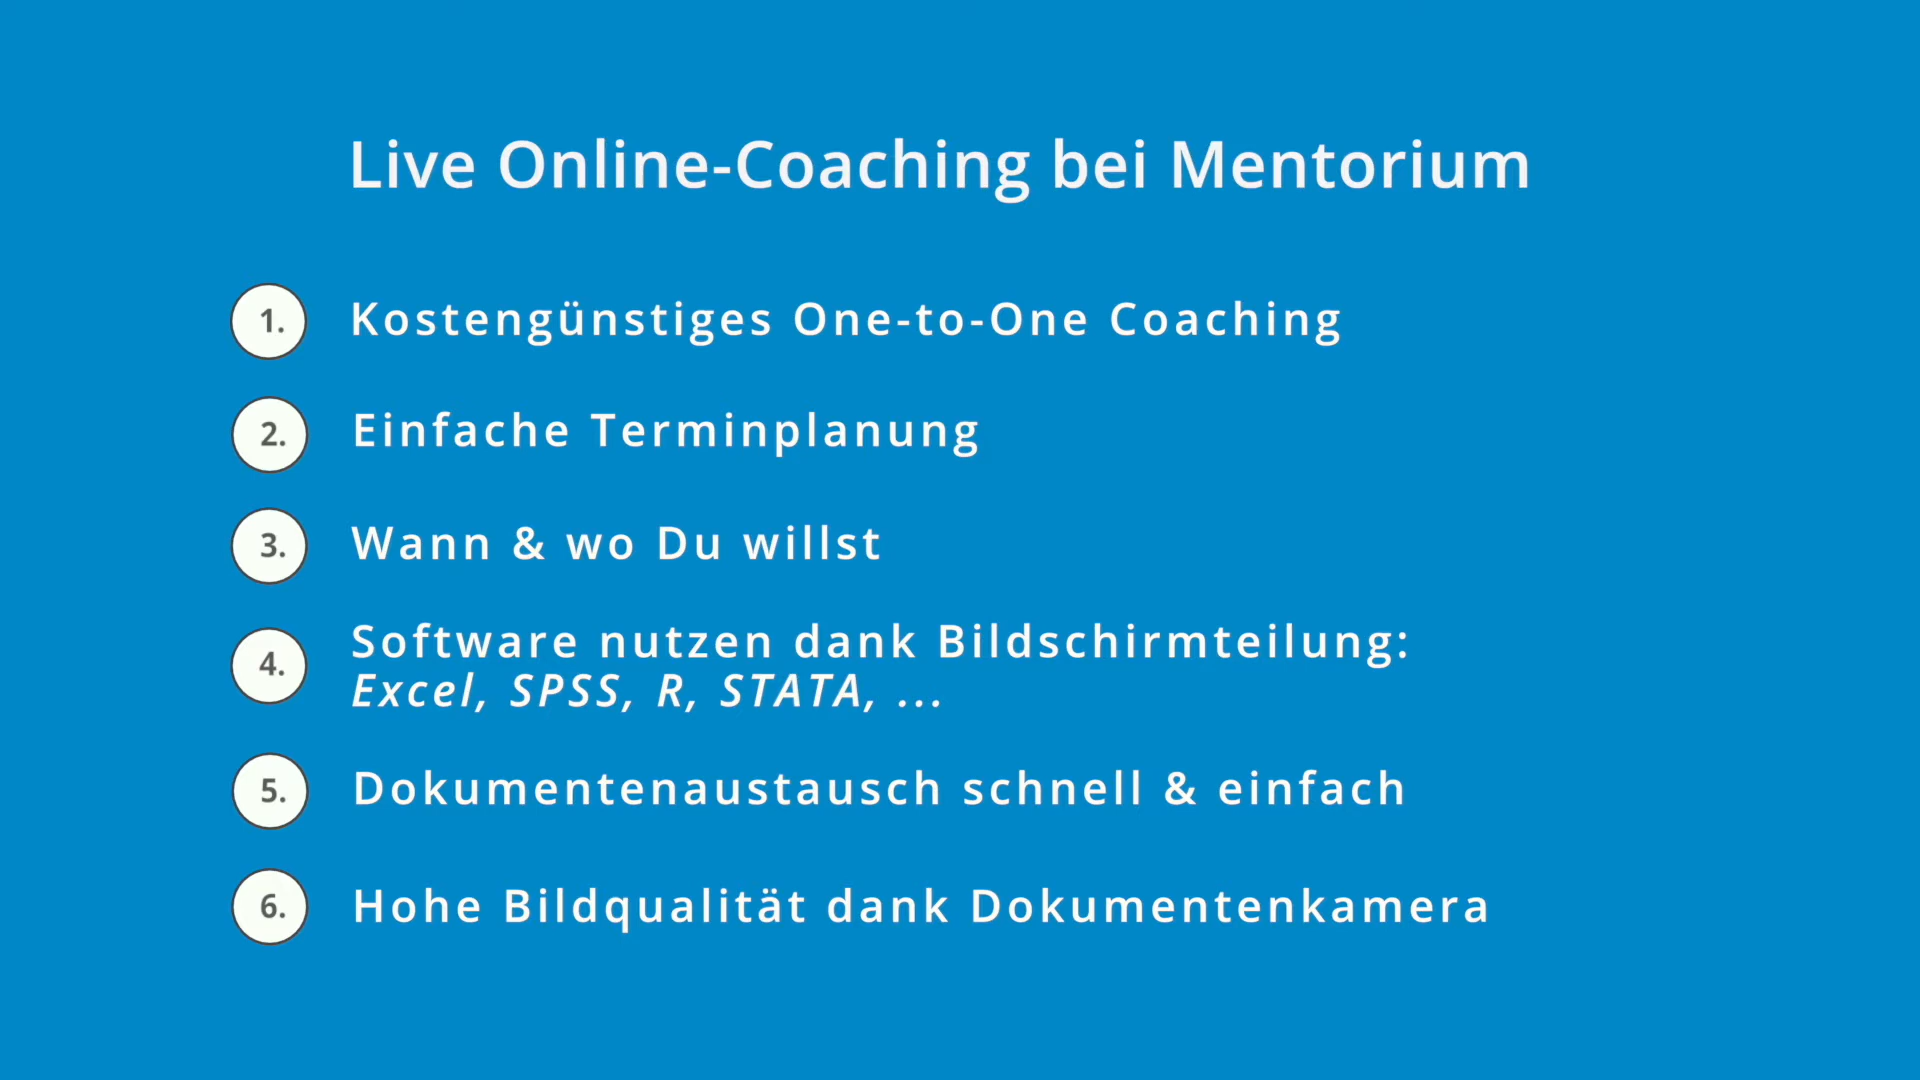 Live Online-Coaching bei Mentorium
1. Kostengünstiges One-to-One Coaching
2. Einfache Terminplanung
3. Wann & wo Du willst
4. Software nutzen dank Bildschirmteilung:
Excel, SPSS, R, STATA, ...
5. Dokumentenaustausch schnell & einfach
6. Hohe Bildqualität dank Dokumentenkamera